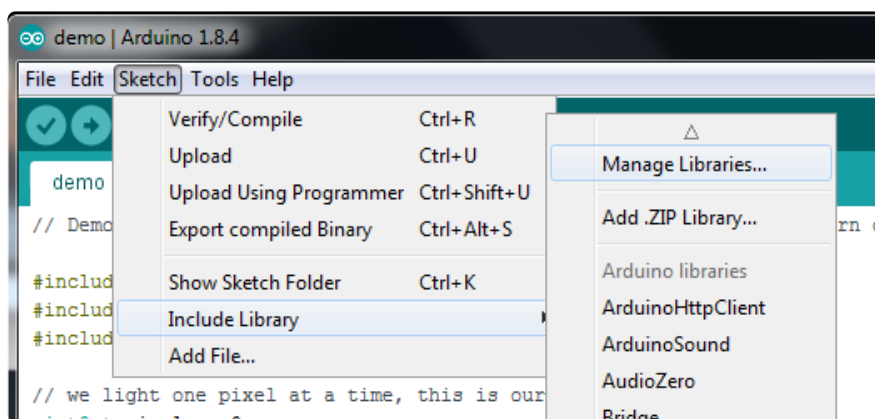 demo | Arduino 1.8.4
File Edit Sketch Tools Help
Verify/Compile Ctrl+R
Upload Ctrl+U
Upload Using Programmer Ctrl+Shift+U
Export compiled Binary Ctrl+Alt+S
Show Sketch Folder Ctrl+K
Include Library
Add File...
Manage Libraries...
Add .ZIP Library...
Arduino libraries
ArduinoHttpClient
ArduinoSound
AudioZero
Bridge
demo
// Demo
#includ
#includ
#includ
// we light one pixel at a time, this is our